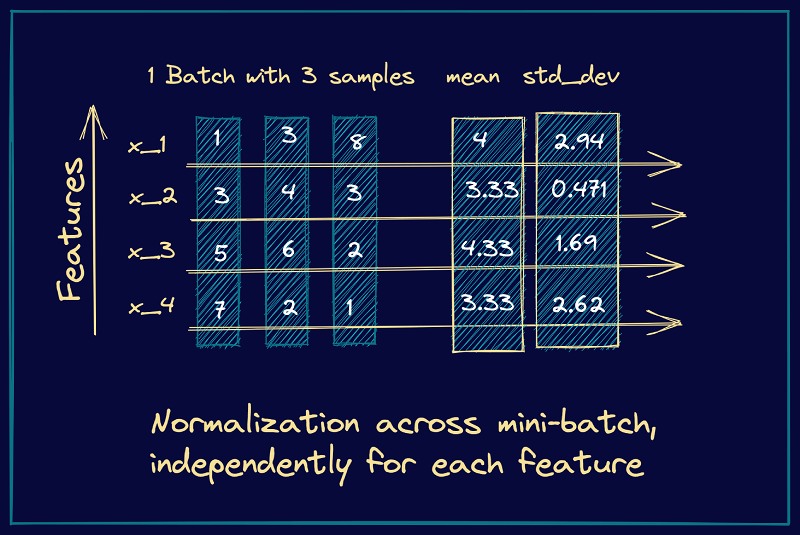 1 Batch with 3 samples mean std_dev
x_1 1 3 8 4 2.94
x_2 3 4 3 3.33 0.471
x_3 5 6 2 4.33 1.69
x_4 7 2 1 3.33 2.62
Features
Normalization across mini-batch,
independently for each feature